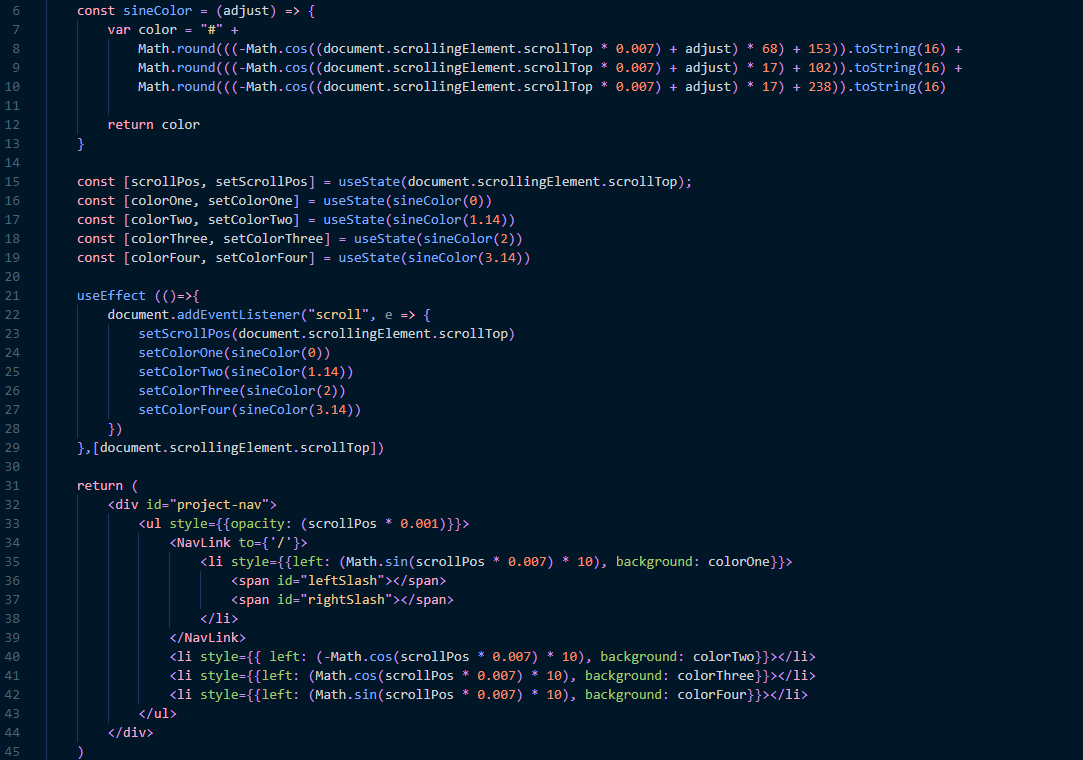 6 const sineColor = (adjust) => {
7 var color = "#" +
8 Math.round(((-Math.cos((document.scrollingElement.scrollTop * 0.007) + adjust) * 68) + 153)).toString(16) +
9 Math.round(((-Math.cos((document.scrollingElement.scrollTop * 0.007) + adjust) * 17) + 102)).toString(16) +
10 Math.round(((-Math.cos((document.scrollingElement.scrollTop * 0.007) + adjust) * 17) + 238)).toString(16)
11
12 return color
13 }
14
15 const [scrollPos, setScrollPos] = useState(document.scrollingElement.scrollTop);
16 const [colorOne, setColorOne] = useState(sineColor(0))
17 const [colorTwo, setColorTwo] = useState(sineColor(1.14))
18 const [colorThree, setColorThree] = useState(sineColor(2))
19 const [colorFour, setColorFour] = useState(sineColor(3.14))
20
21 useEffect (()=>{
22 document.addEventListener("scroll", e => {
23 setScrollPos(document.scrollingElement.scrollTop)
24 setColorOne(sineColor(0))
25 setColorTwo(sineColor(1.14))
26 setColorThree(sineColor(2))
27 setColorFour(sineColor(3.14))
28 })
29 },[document.scrollingElement.scrollTop])
30
31 return (
32 <div id="project-nav">
33 <ul style={{opacity: (scrollPos * 0.001)}}>
34 <NavLink to={'/'}>
35 <li style={{left: (Math.sin(scrollPos * 0.007) * 10), background: colorOne}}>
36 <span id="leftSlash"></span>
37 <span id="rightSlash"></span>
38 </li>
39 </NavLink>
40 <li style={{ left: (-Math.cos(scrollPos * 0.007) * 10), background: colorTwo}}></li>
41 <li style={{left: (Math.cos(scrollPos * 0.007) * 10), background: colorThree}}></li>
42 <li style={{left: (Math.sin(scrollPos * 0.007) * 10), background: colorFour}}></li>
43 </ul>
44 </div>
45 )